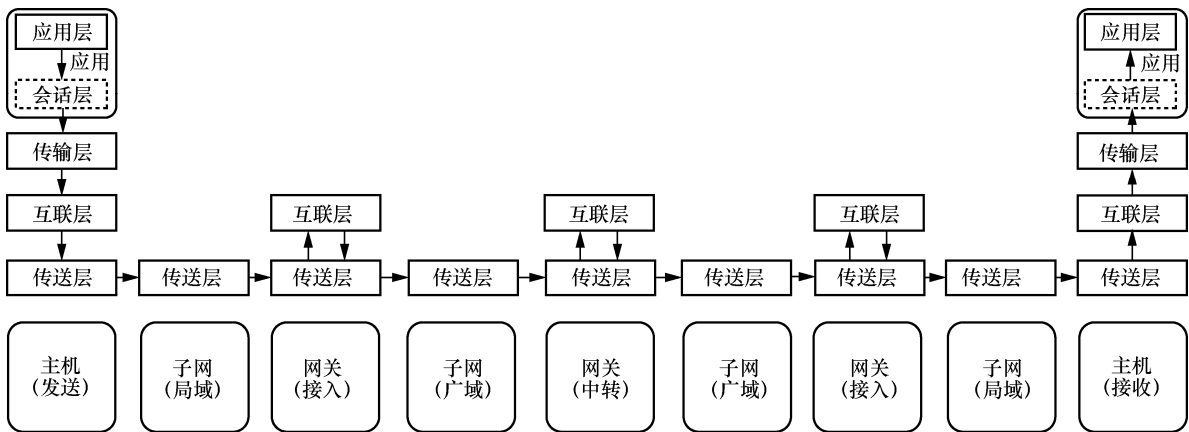 应用层
应用
会话层
传输层
互联层
传送层
传送层
互联层
传送层
传送层
互联层
传送层
传送层
互联层
传送层
传送层
应用层
应用
会话层
传输层
互联层
传送层
主机
(发送)
子网
(局域)
网关
(接入)
子网
(广域)
网关
(中转)
子网
(广域)
网关
(接入)
子网
(局域)
主机
(接收)